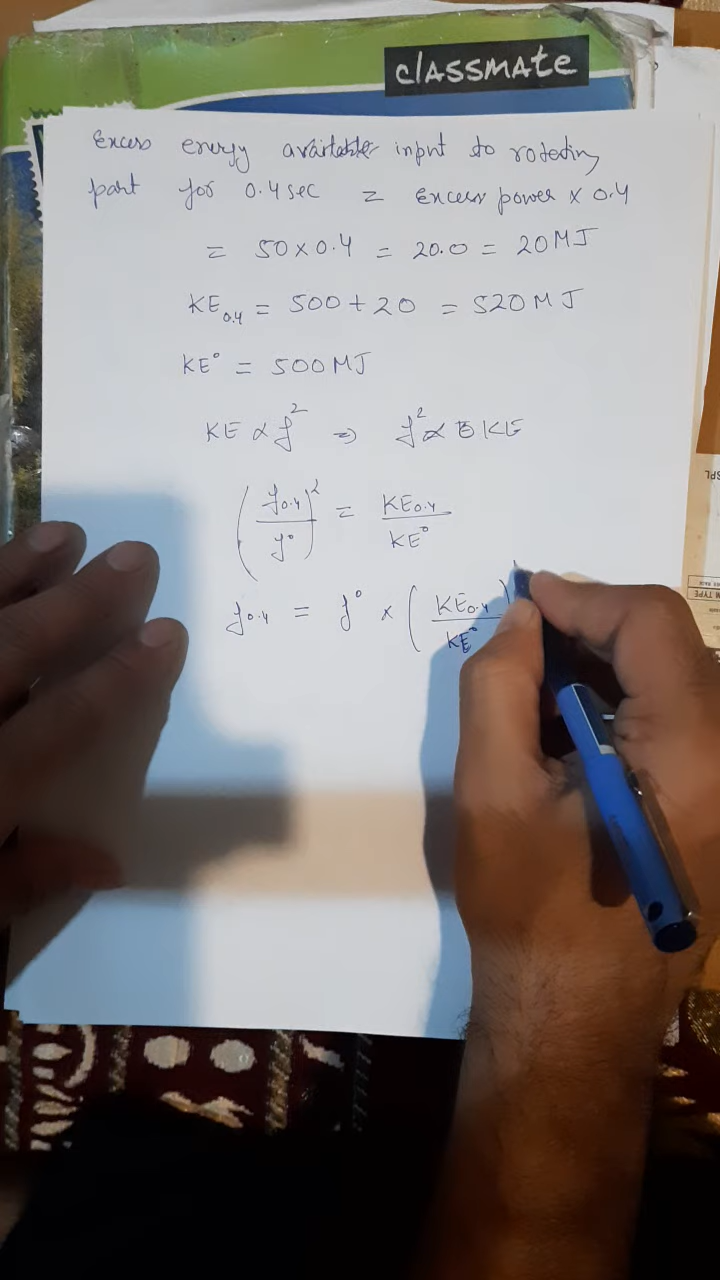 classmate
Excess energy available input to rotating
part for 0.4 sec = Excess power × 0.4
= 50 × 0.4 = 20.0 = 20 MJ
KE₀.₄ = 500 + 20 = 520 MJ
KE° = 500 MJ
KE ∝ f² ⇒ f² ∝ KE
(f₀.₄ / f°)² = KE₀.₄ / KE°
f₀.₄ = f° × (KE₀.₄ / KE°)